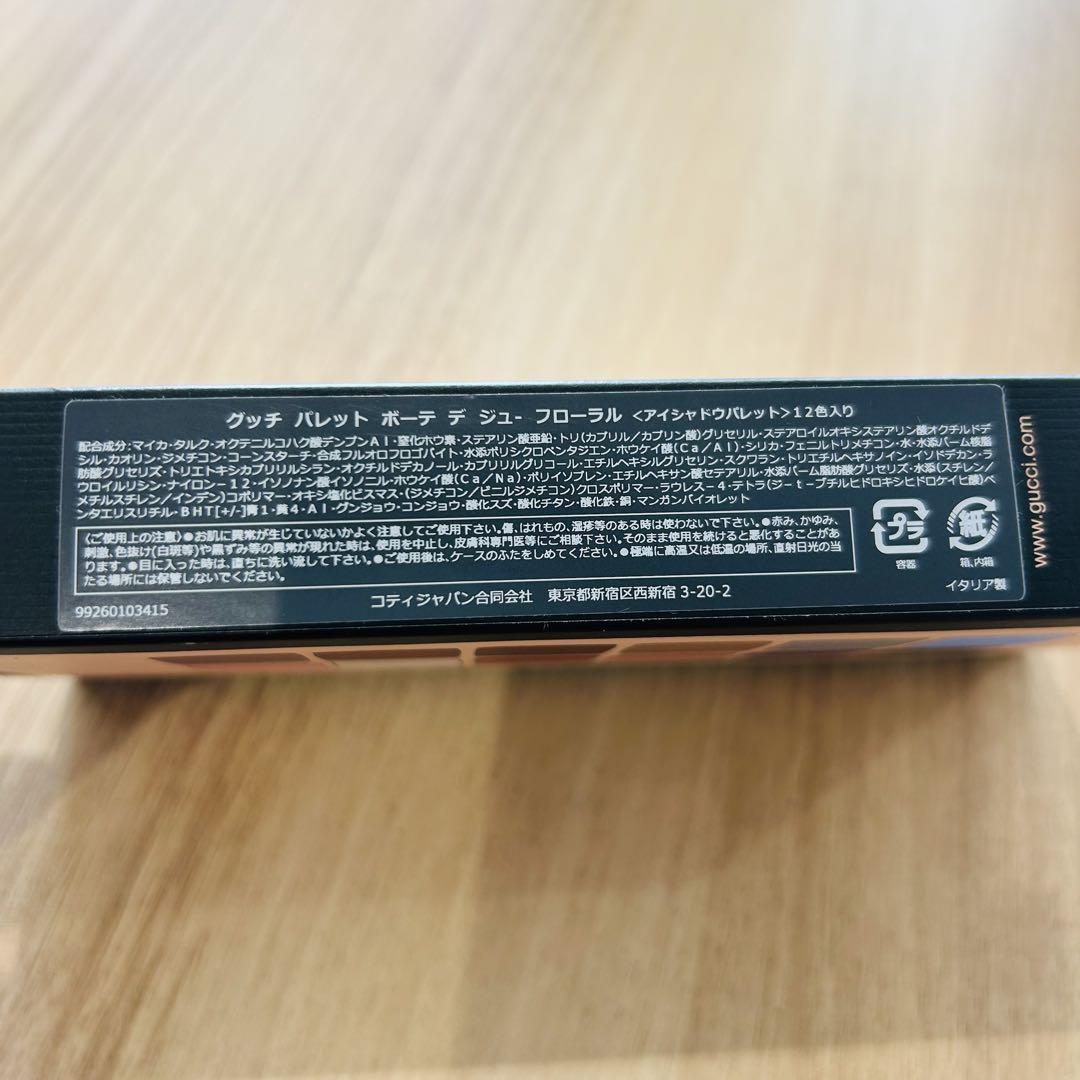 グッチ パレット ボーテ デ ジュ- フローラル <アイシャドウパレット>12色入り
配合成分:マイカ・タルク・オクテニルコハク酸デンプンAl・窒化ホウ素・ステアリン酸亜鉛・トリ(カプリル/カプリン酸)グリセリル・ステアロイルオキシステアリン酸オクチルドデ
シル・カオリン・ジメチコン・コーンスターチ・合成フルオロフロゴパイト・水添ポリシクロペンタジエン・ホウケイ酸(Ca/Al)・シリカ・フェニルトリメチコン・水・水添パーム核脂
肪酸グリセリズ・トリエトキシカプリリルシラン・オクチルドデカノール・カプリリルグリコール・エチルヘキシルグリセリン・スクワラン・トリエチルヘキサノイン・イソドデカン・ラ
ウロイルリシン・ナイロン-12・イソノナン酸イソノニル・ホウケイ酸(Ca/Na)・ポリイソプレン・エチルヘキサン酸セテアリル・水添パーム脂肪酸グリセリズ・水添(スチレン/
メチルスチレン/インデン)コポリマー・オキシ塩化ビスマス・(ジメチコン/ビニルジメチコン)クロスポリマー・ラウレス-4・テトラ(ジ-t-ブチルヒドロキシヒドロケイヒ酸)ペ
ンタエリスリチル・BHT[+/-]青1・黄4・Al・グンジョウ・コンジョウ・酸化スズ・酸化チタン・酸化鉄・銅・マンガンバイオレット
〈ご使用上の注意〉●お肌に異常が生じていないかよく注意してご使用下さい。傷、はれもの、湿疹等のある時は使わないで下さい。●赤み、かゆみ、
刺激、色抜け(白斑等)や黒ずみ等の異常が現れた時は、使用を中止し、皮膚科専門医等にご相談下さい。そのまま使用を続けると悪化することがあ
ります。●目に入った時は、直ちに洗い流して下さい。●ご使用後は、ケースのふたをしめてください。●極端に高温又は低温の場所、直射日光の当
たる場所には保管しないでください。
99260103415
コティジャパン合同会社 東京都新宿区西新宿 3-20-2
プラ
容器
紙
箱、内箱
イタリア製
www.gucci.com